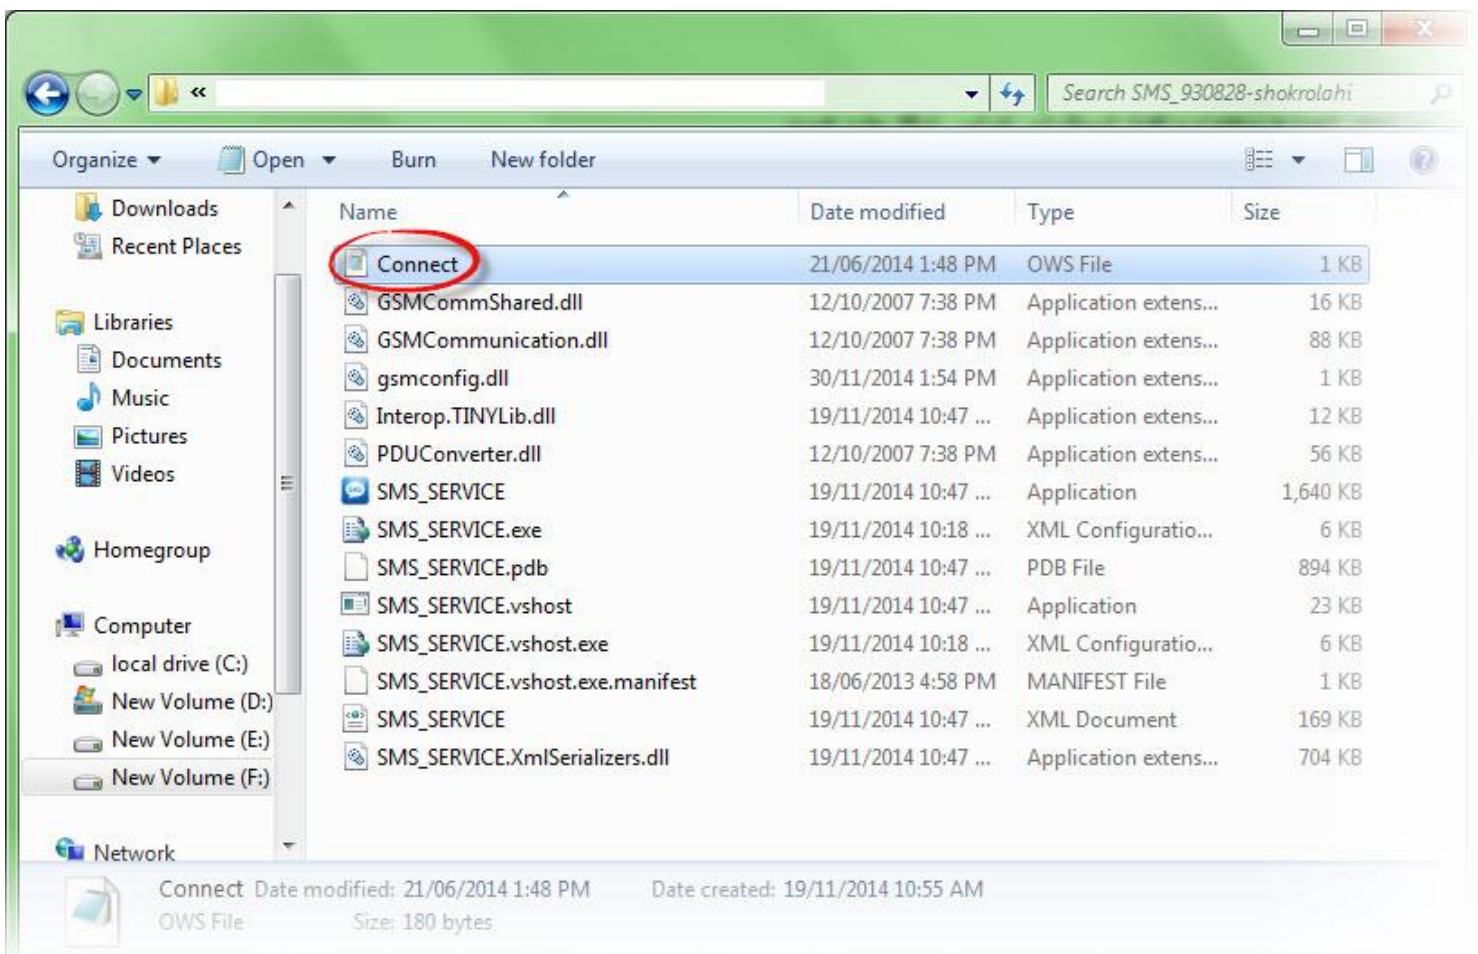 Search SMS_930828-shokrolahi
Organize Open Burn New folder
Downloads
Recent Places
Libraries
Documents
Music
Pictures
Videos
Homegroup
Computer
local drive (C:)
New Volume (D:)
New Volume (E:)
New Volume (F:)
Network
Name Date modified Type Size
Connect 21/06/2014 1:48 PM OWS File 1 KB
GSMCommShared.dll 12/10/2007 7:38 PM Application extens... 16 KB
GSMCommunication.dll 12/10/2007 7:38 PM Application extens... 88 KB
gsmconfig.dll 30/11/2014 1:54 PM Application extens... 1 KB
Interop.TINYLib.dll 19/11/2014 10:47 ... Application extens... 12 KB
PDUConverter.dll 12/10/2007 7:38 PM Application extens... 56 KB
SMS_SERVICE 19/11/2014 10:47 ... Application 1,640 KB
SMS_SERVICE.exe 19/11/2014 10:18 ... XML Configuratio... 6 KB
SMS_SERVICE.pdb 19/11/2014 10:47 ... PDB File 894 KB
SMS_SERVICE.vshost 19/11/2014 10:47 ... Application 23 KB
SMS_SERVICE.vshost.exe 19/11/2014 10:18 ... XML Configuratio... 6 KB
SMS_SERVICE.vshost.exe.manifest 18/06/2013 4:58 PM MANIFEST File 1 KB
SMS_SERVICE 19/11/2014 10:47 ... XML Document 169 KB
SMS_SERVICE.XmlSerializers.dll 19/11/2014 10:47 ... Application extens... 704 KB
Connect Date modified: 21/06/2014 1:48 PM Date created: 19/11/2014 10:55 AM
OWS File Size: 180 bytes